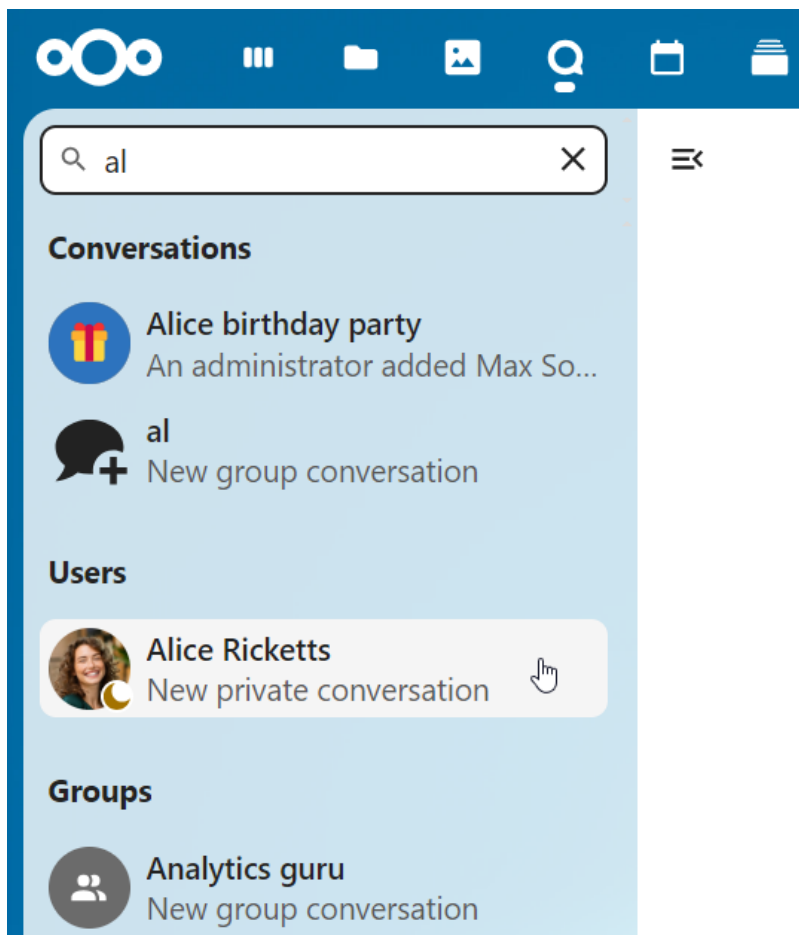 al
Conversations
Alice birthday party
An administrator added Max So...
al
New group conversation
Users
Alice Ricketts
New private conversation
Groups
Analytics guru
New group conversation